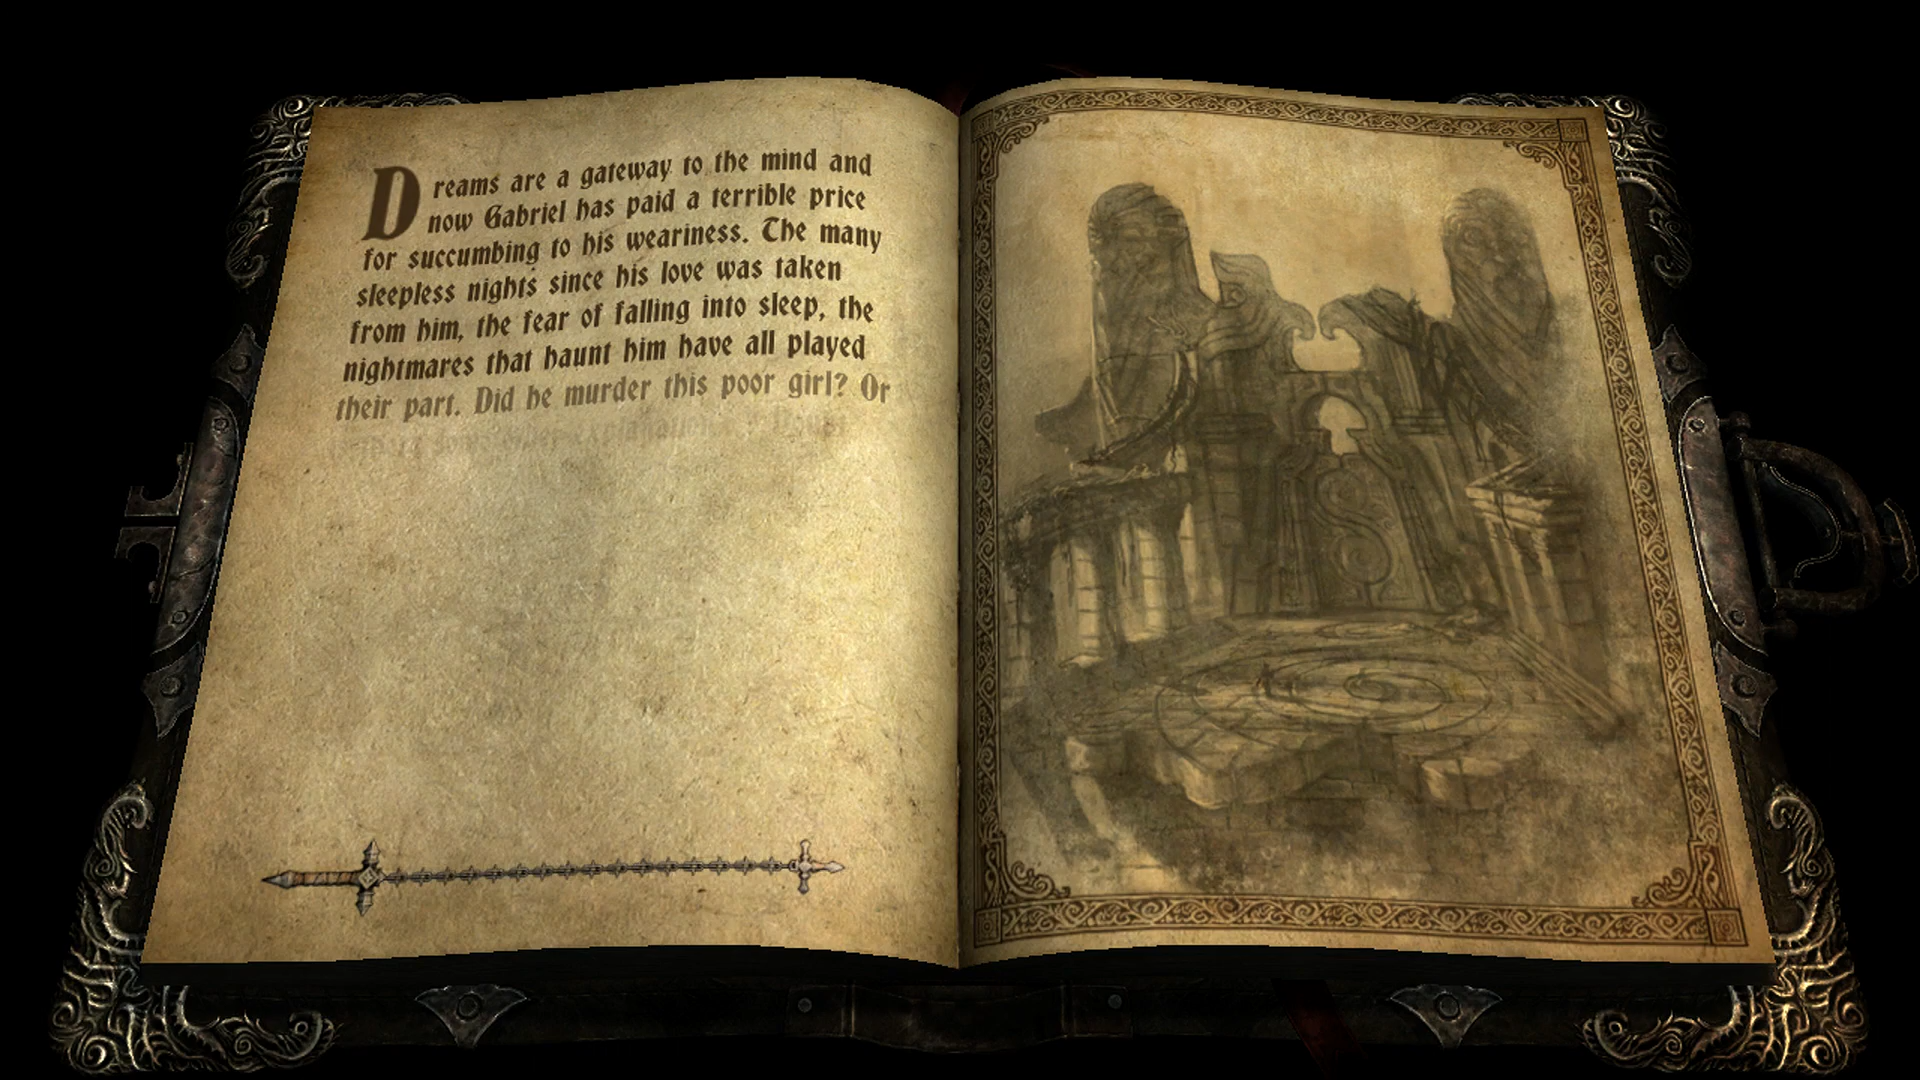 Dreams are a gateway to the mind and
now Gabriel has paid a terrible price
for succumbing to his weariness. The many
sleepless nights since his love was taken
from him, the fear of falling into sleep, the
nightmares that haunt him have all played
their part. Did he murder this poor girl? Or
explanation